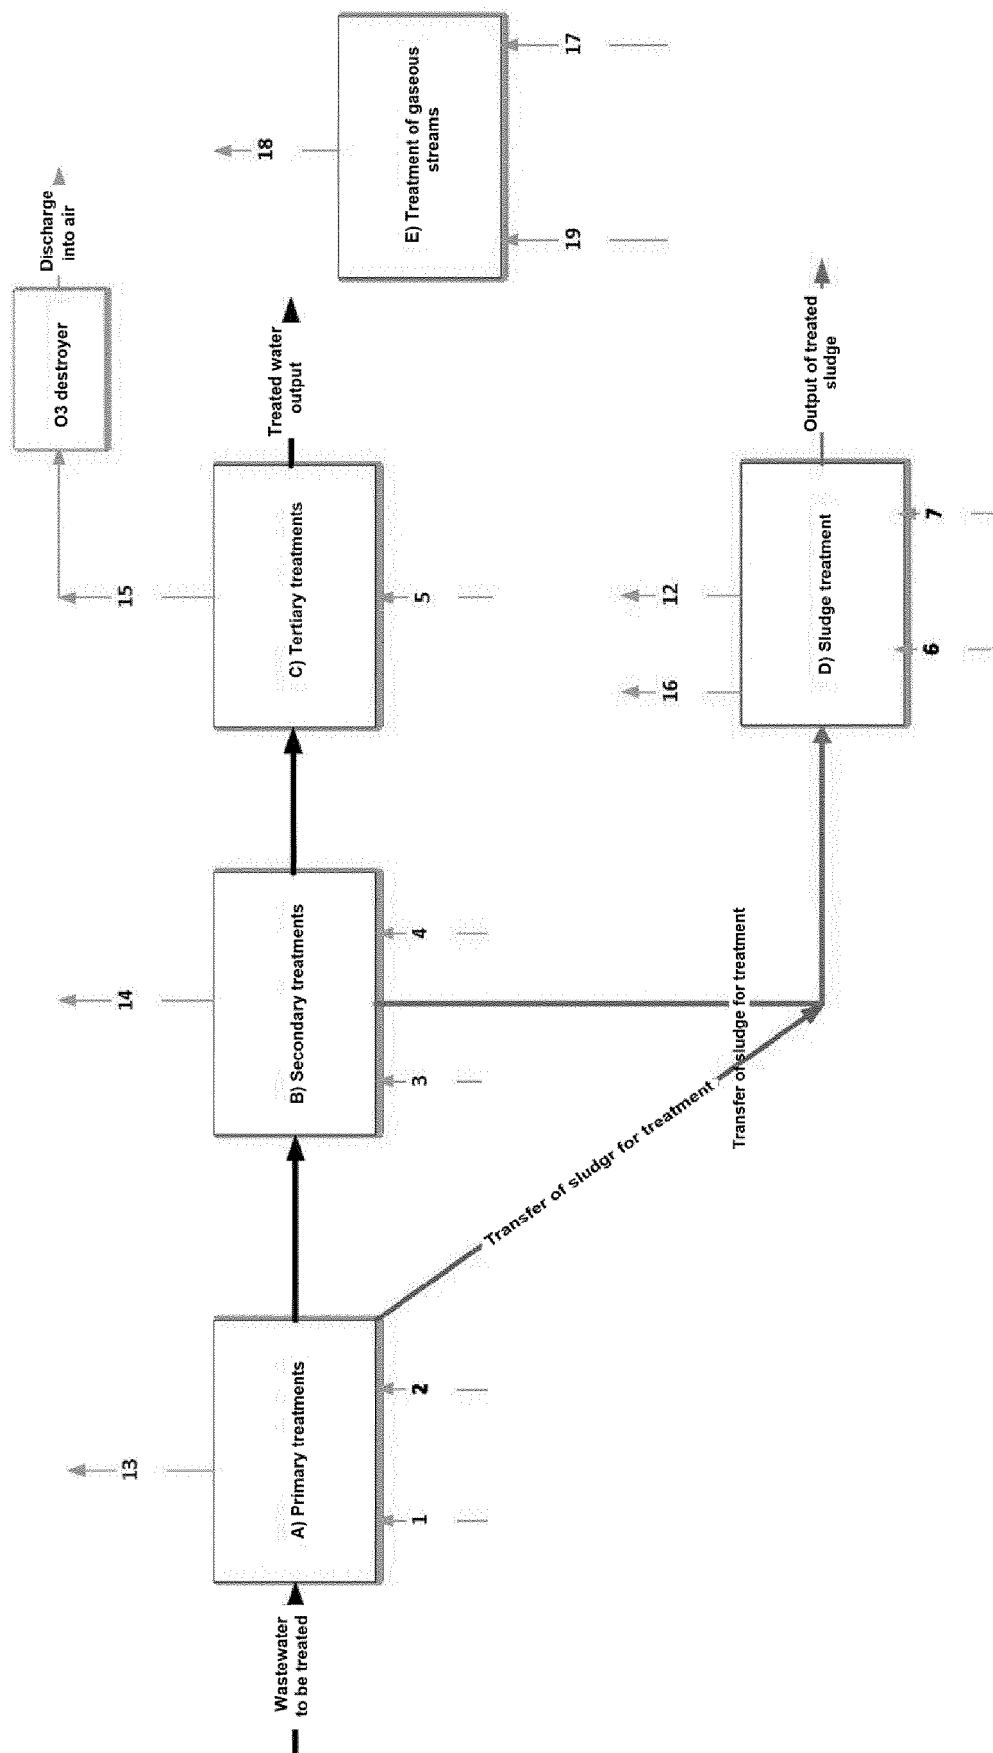 Wastewater
to be treated
A) Primary treatments
13
1
2
Transfer of sludgr for treatment
B) Secondary treatments
14
3
4
Transfer of sludge for treatment
C) Tertiary treatments
15
5
O3 destroyer
Discharge
into air
Treated water
output
D) Sludge treatment
16
12
6
7
Output of treated
sludge
E) Treatment of gaseous
streams
18
19
17